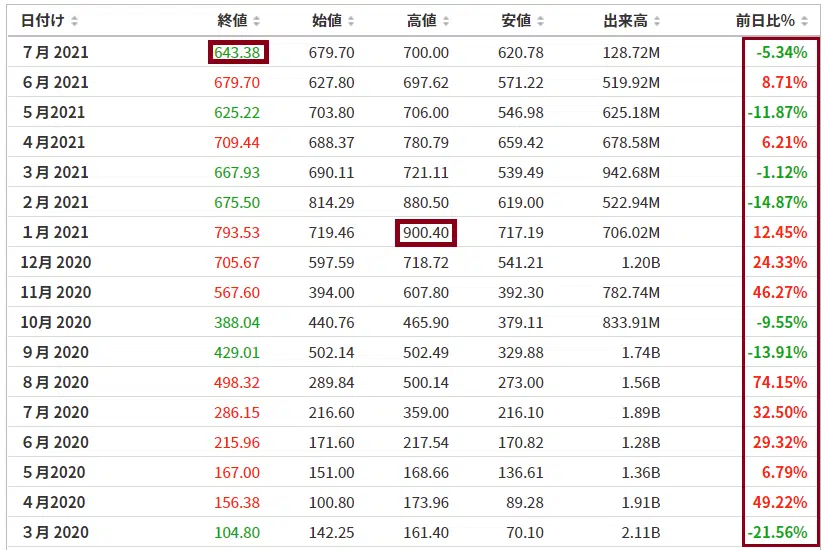 日付け 終値 始値 高値 安値 出来高 前日比%
７月 2021 643.38 679.70 700.00 620.78 128.72M -5.34%
６月 2021 679.70 627.80 697.62 571.22 519.92M 8.71%
５月2021 625.22 703.80 706.00 546.98 625.18M -11.87%
４月2021 709.44 688.37 780.79 659.42 678.58M 6.21%
３月 2021 667.93 690.11 721.11 539.49 942.68M -1.12%
２月 2021 675.50 814.29 880.50 619.00 522.94M -14.87%
１月 2021 793.53 719.46 900.40 717.19 706.02M 12.45%
12月 2020 705.67 597.59 718.72 541.21 1.20B 24.33%
11月 2020 567.60 394.00 607.80 392.30 782.74M 46.27%
10月 2020 388.04 440.76 465.90 379.11 833.91M -9.55%
９月 2020 429.01 502.14 502.49 329.88 1.74B -13.91%
８月 2020 498.32 289.84 500.14 273.00 1.56B 74.15%
７月 2020 286.15 216.60 359.00 216.10 1.89B 32.50%
６月 2020 215.96 171.60 217.54 170.82 1.28B 29.32%
５月2020 167.00 151.00 168.66 136.61 1.36B 6.79%
４月 2020 156.38 100.80 173.96 89.28 1.91B 49.22%
３月 2020 104.80 142.25 161.40 70.10 2.11B -21.56%